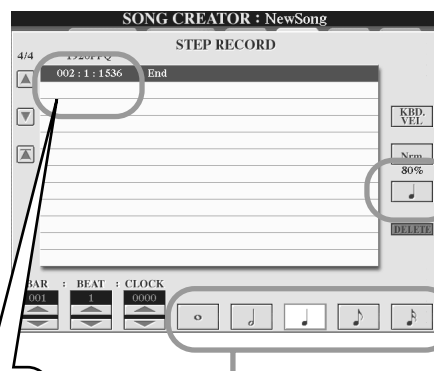 SONG CREATOR : NewSong
STEP RECORD
4/4
1920PPQ
002 : 1 : 1536 End
KBD.
VEL
Nrm
80%
DELETE
BAR : BEAT : CLOCK
001 1 0000